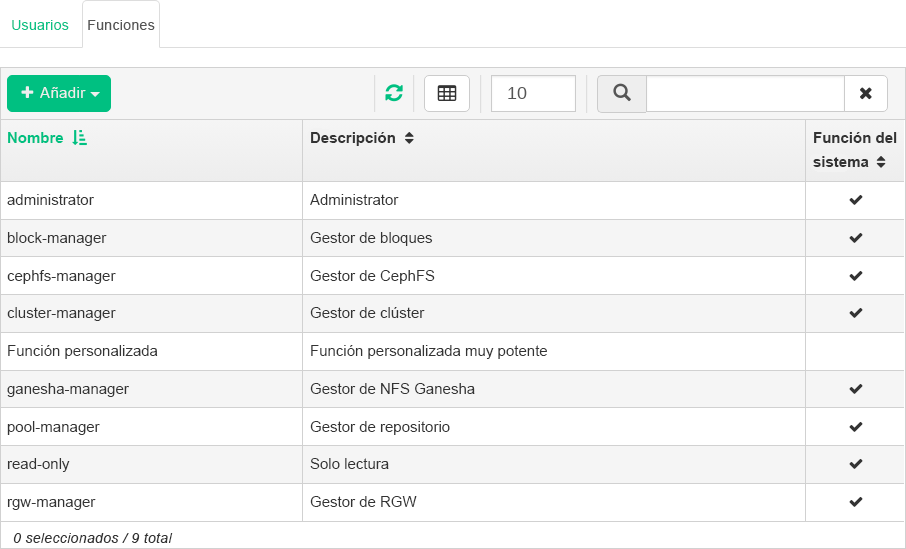 Usuarios Funciones
Añadir 10
Nombre Descripción Función del
sistema
administrator Administrator
block-manager Gestor de bloques
cephfs-manager Gestor de CephFS
cluster-manager Gestor de clúster
Función personalizada Función personalizada muy potente
ganesha-manager Gestor de NFS Ganesha
pool-manager Gestor de repositorio
read-only Solo lectura
rgw-manager Gestor de RGW
0 seleccionados / 9 total